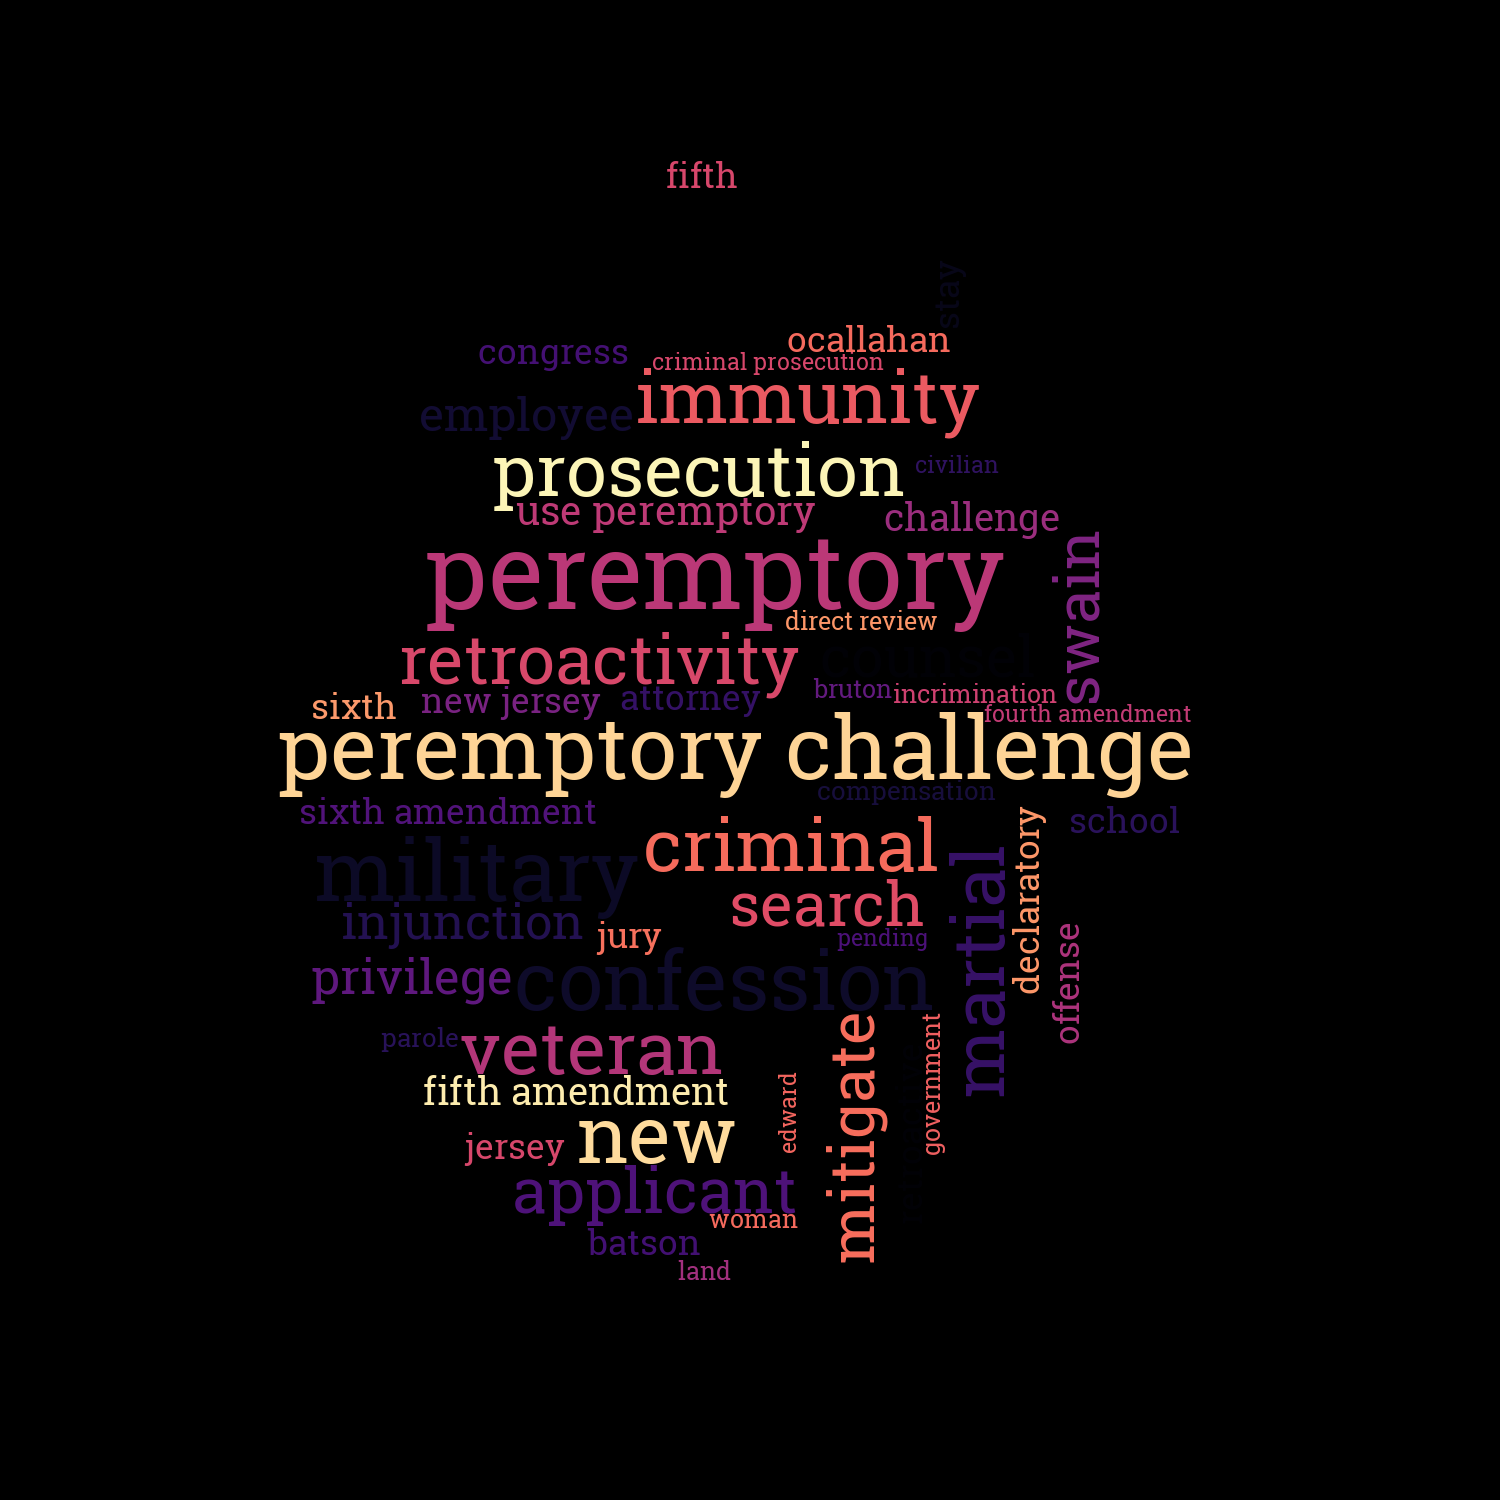 fifth
stay
ocallahan
congress
criminal prosecution
immunity
employee
prosecution
civilian
use peremptory
challenge
swain
peremptory
direct review
retroactivity
counsel
bruton
incrimination
sixth
new jersey
attorney
fourth amendment
peremptory challenge
compensation
sixth amendment
school
declaratory
criminal
military
martial
search
injunction
jury
pending
offense
privilege
confession
mitigate
government
parole
veteran
fifth amendment
edward
new
jersey
applicant
woman
batson
land